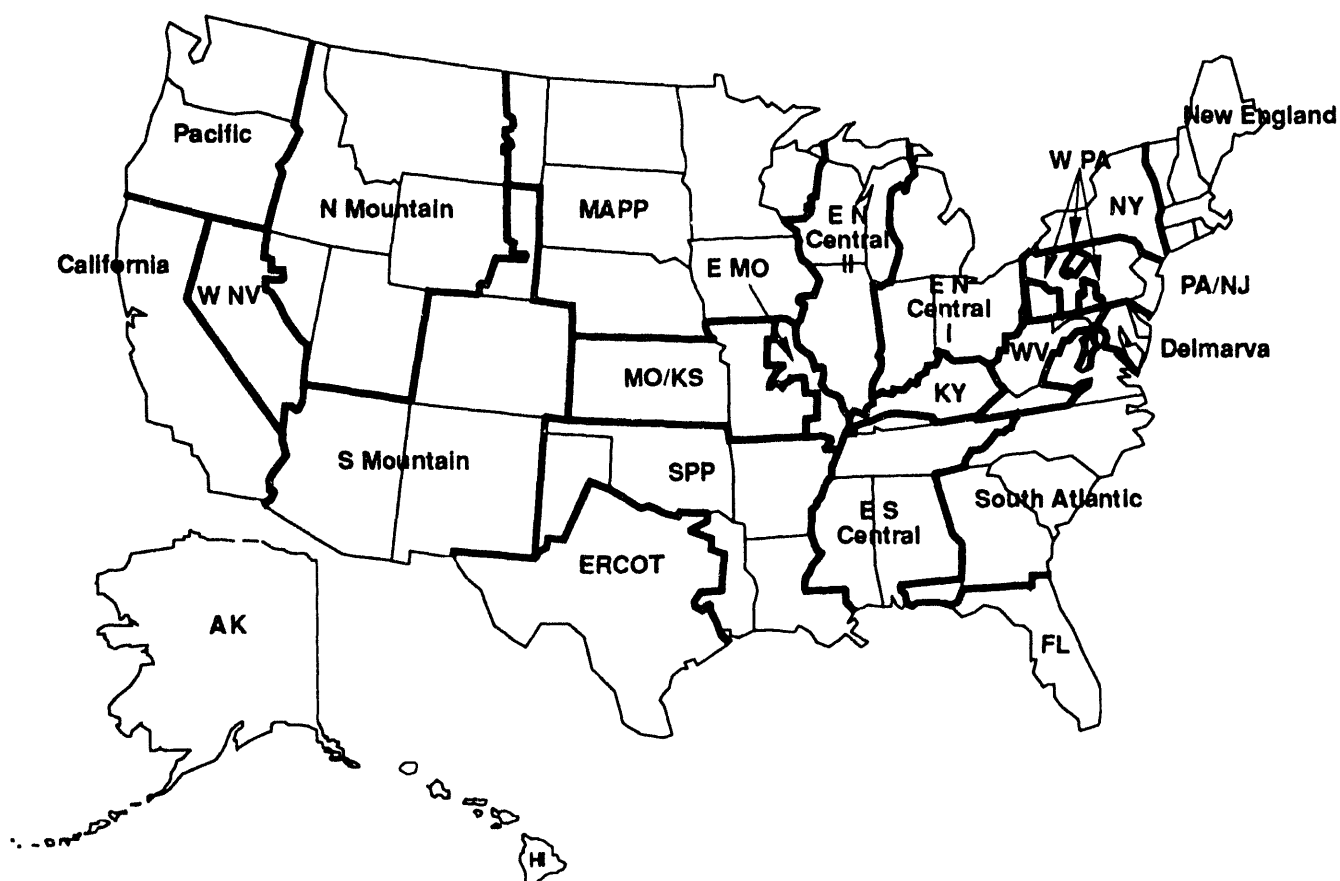 New England
Pacific
W PA
N Mountain
MAPP
NY
E N
Central
II
California
E MO
W NV
PA/NJ
E N
Central
I
WV
Delmarva
MO/KS
KY
S Mountain
SPP
South Atlantic
E S
Central
ERCOT
AK
FL
HI